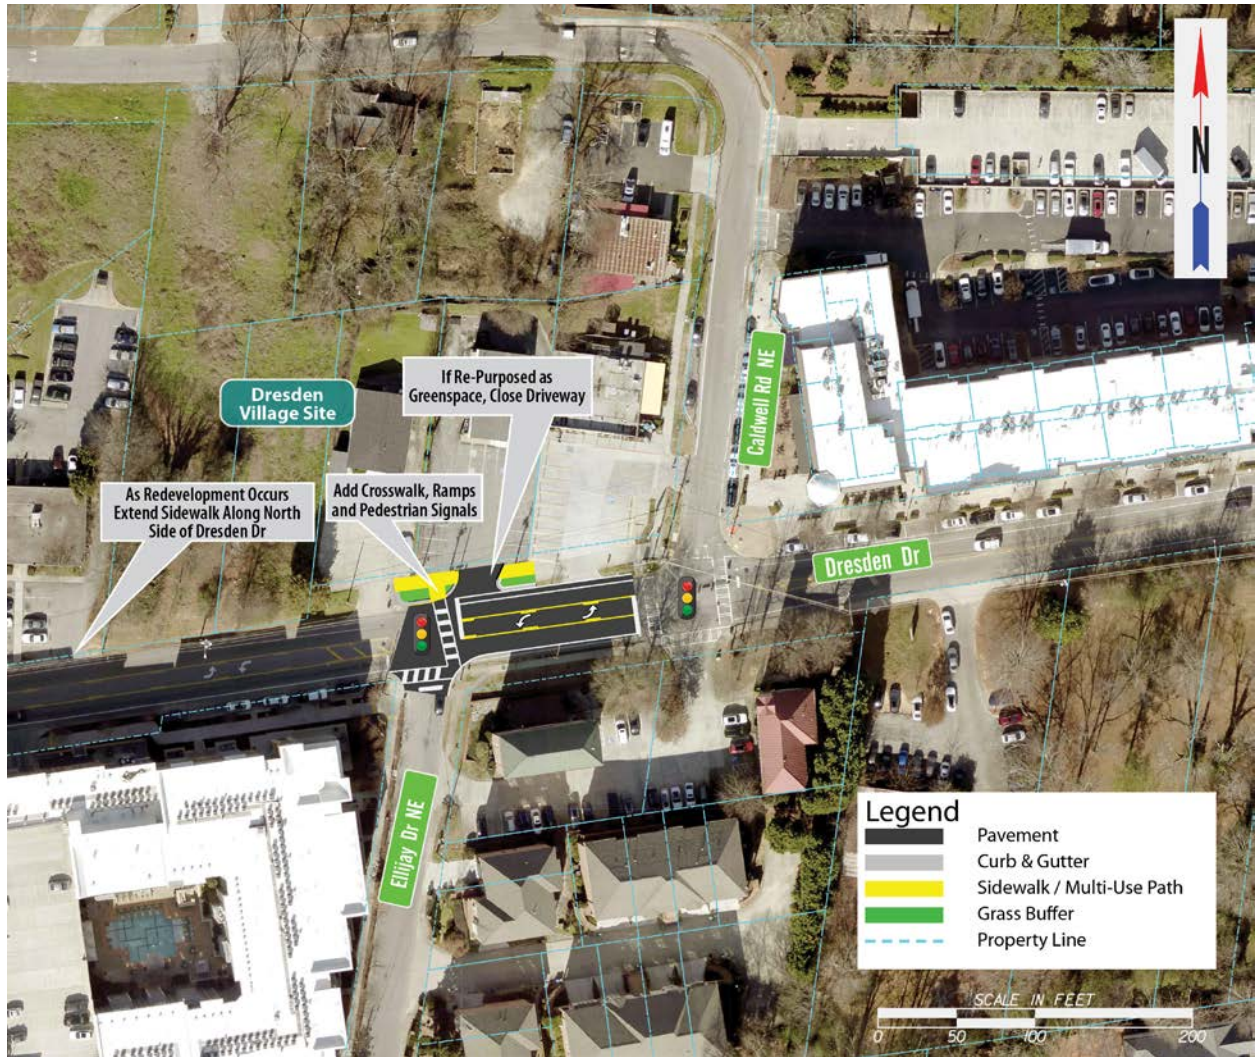 N
Caldwell Rd NE
If Re-Purposed as
Greenspace, Close Driveway
Dresden
Village Site
As Redevelopment Occurs
Extend Sidewalk Along North
Side of Dresden Dr
Add Crosswalk, Ramps
and Pedestrian Signals
Dresden Dr
Ellijay Dr NE
Legend
Pavement
Curb & Gutter
Sidewalk / Multi-Use Path
Grass Buffer
Property Line
SCALE IN FEET
0 50 100 200